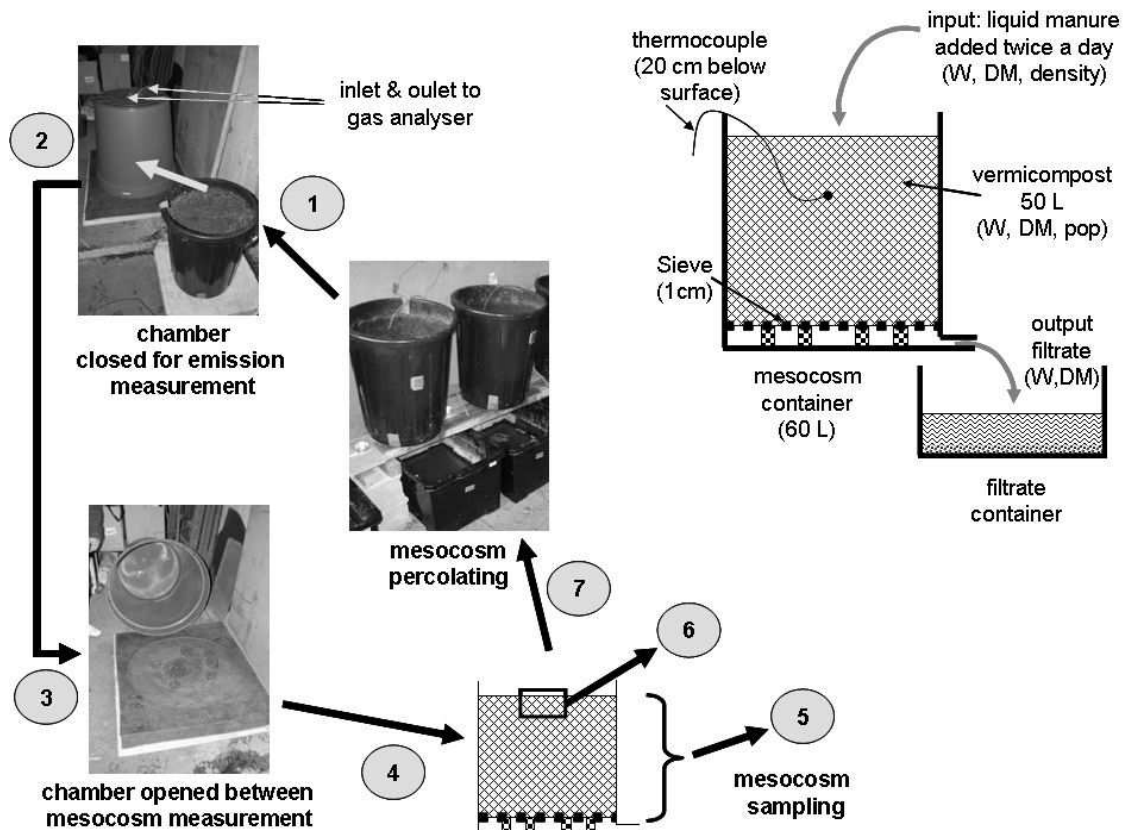 inlet & oulet to
gas analyser
2
1
chamber
closed for emission
measurement
mesocosm
percolating
3
chamber opened between
mesocosm measurement
4
7
6
5
mesocosm
sampling
thermocouple
(20 cm below
surface)
input: liquid manure
added twice a day
(W, DM, density)
vermicompost
50 L
(W, DM, pop)
Sieve
(1cm)
mesocosm
container
(60 L)
output
filtrate
(W,DM)
filtrate
container